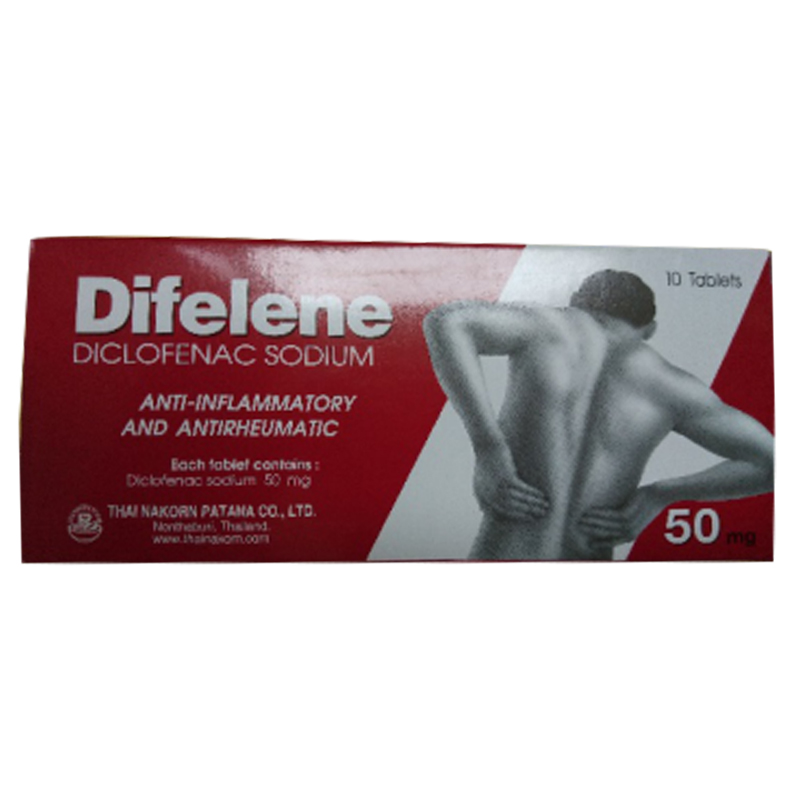 Difelene
DICLOFENAC SODIUM
10 Tablets
ANTI-INFLAMMATORY
AND ANTIRHEUMATIC
Each tablet contains :
Diclofenac sodium 50 mg
THAI NAKORN PATANA CO., LTD.
Nonthaburi, Thailand.
www.thainakorn.com
50 mg